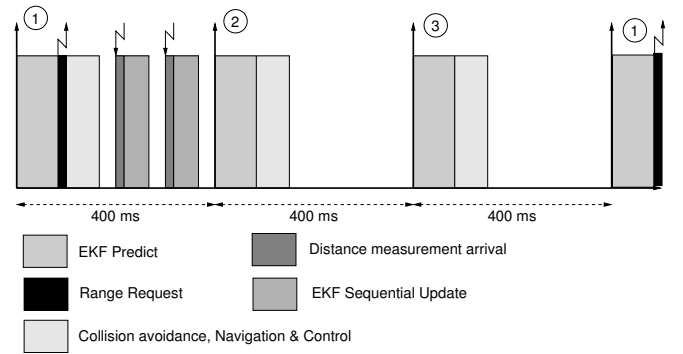 1
2
3
1
400 ms
400 ms
400 ms
EKF Predict
Distance measurement arrival
Range Request
EKF Sequential Update
Collision avoidance, Navigation & Control